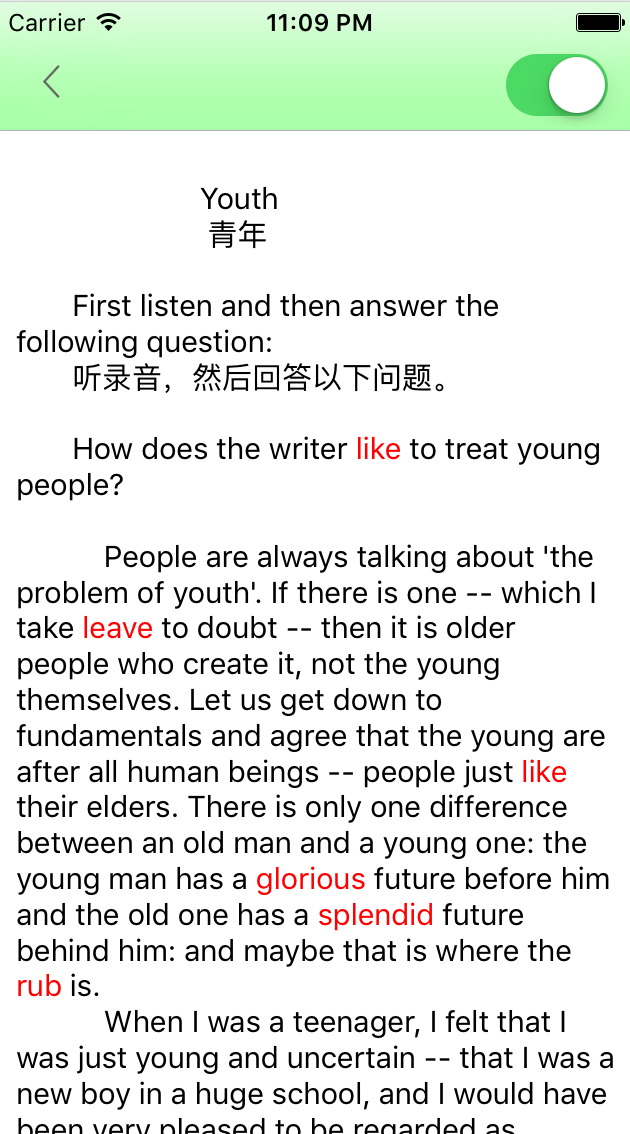 Carrier 11:09 PM
Youth
青年
First listen and then answer the
following question:
听录音，然后回答以下问题。
How does the writer like to treat young
people?
People are always talking about 'the
problem of youth'. If there is one -- which I
take leave to doubt -- then it is older
people who create it, not the young
themselves. Let us get down to
fundamentals and agree that the young are
after all human beings -- people just like
their elders. There is only one difference
between an old man and a young one: the
young man has a glorious future before him
and the old one has a splendid future
behind him: and maybe that is where the
rub is.
When I was a teenager, I felt that I
was just young and uncertain -- that I was a
new boy in a huge school, and I would have
been very pleased to be regarded as